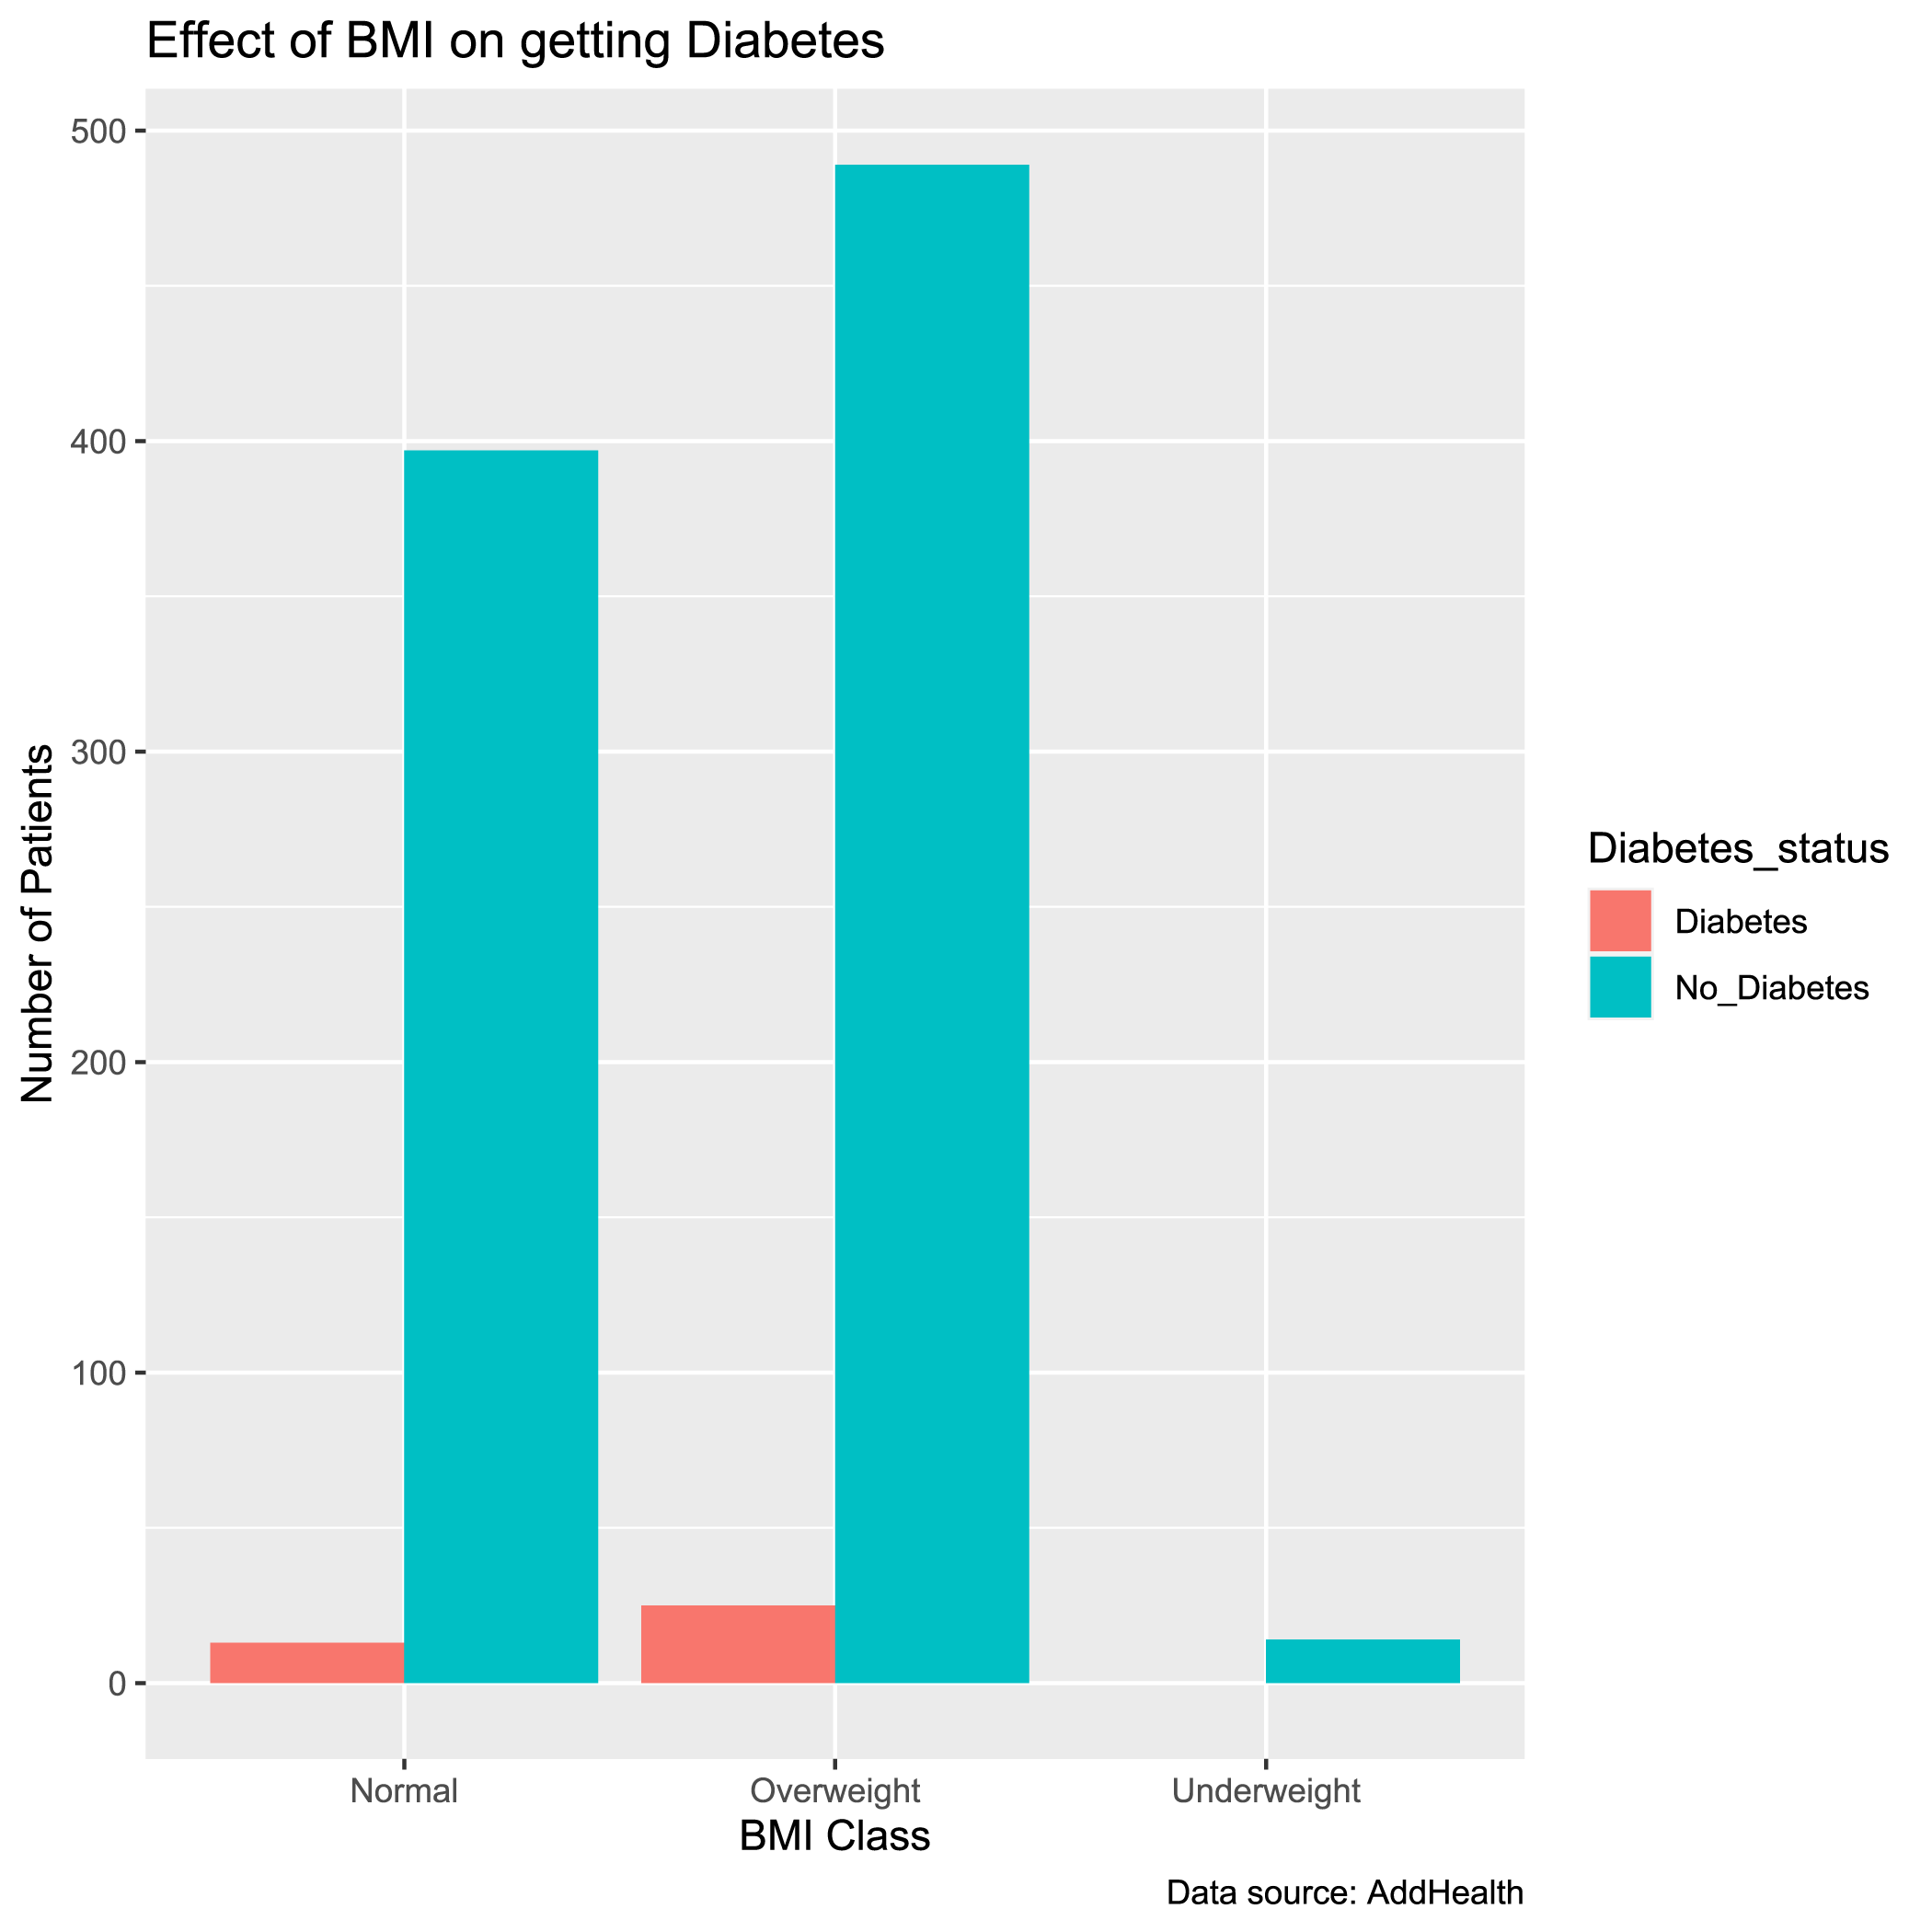 Effect of BMI on getting Diabetes
Number of Patients
500
400
300
200
100
0
Normal Overweight Underweight
BMI Class
Diabetes_status
Diabetes
No_Diabetes
Data source: AddHealth